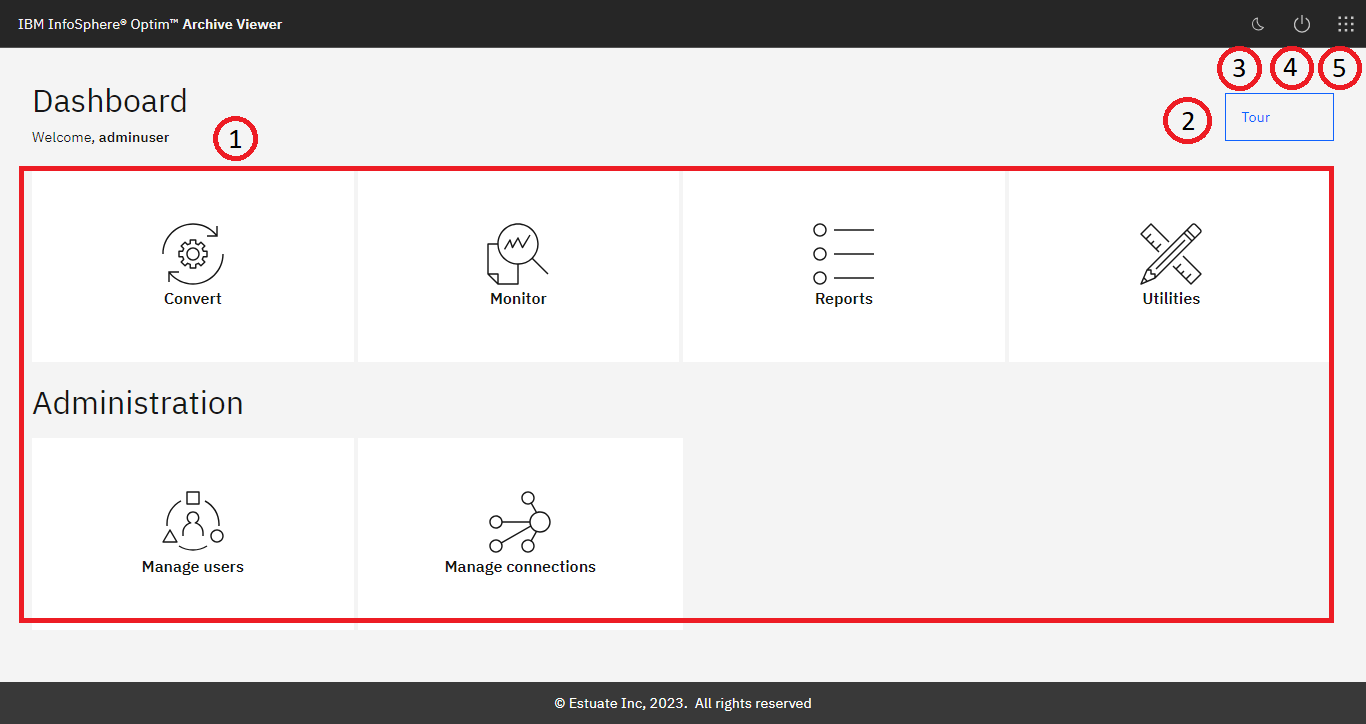 IBM InfoSphere® Optim™ Archive Viewer
3 4 5
Dashboard
2 Tour
Welcome, adminuser
1
Convert Monitor Reports Utilities
Administration
Manage users Manage connections
© Estuate Inc, 2023. All rights reserved